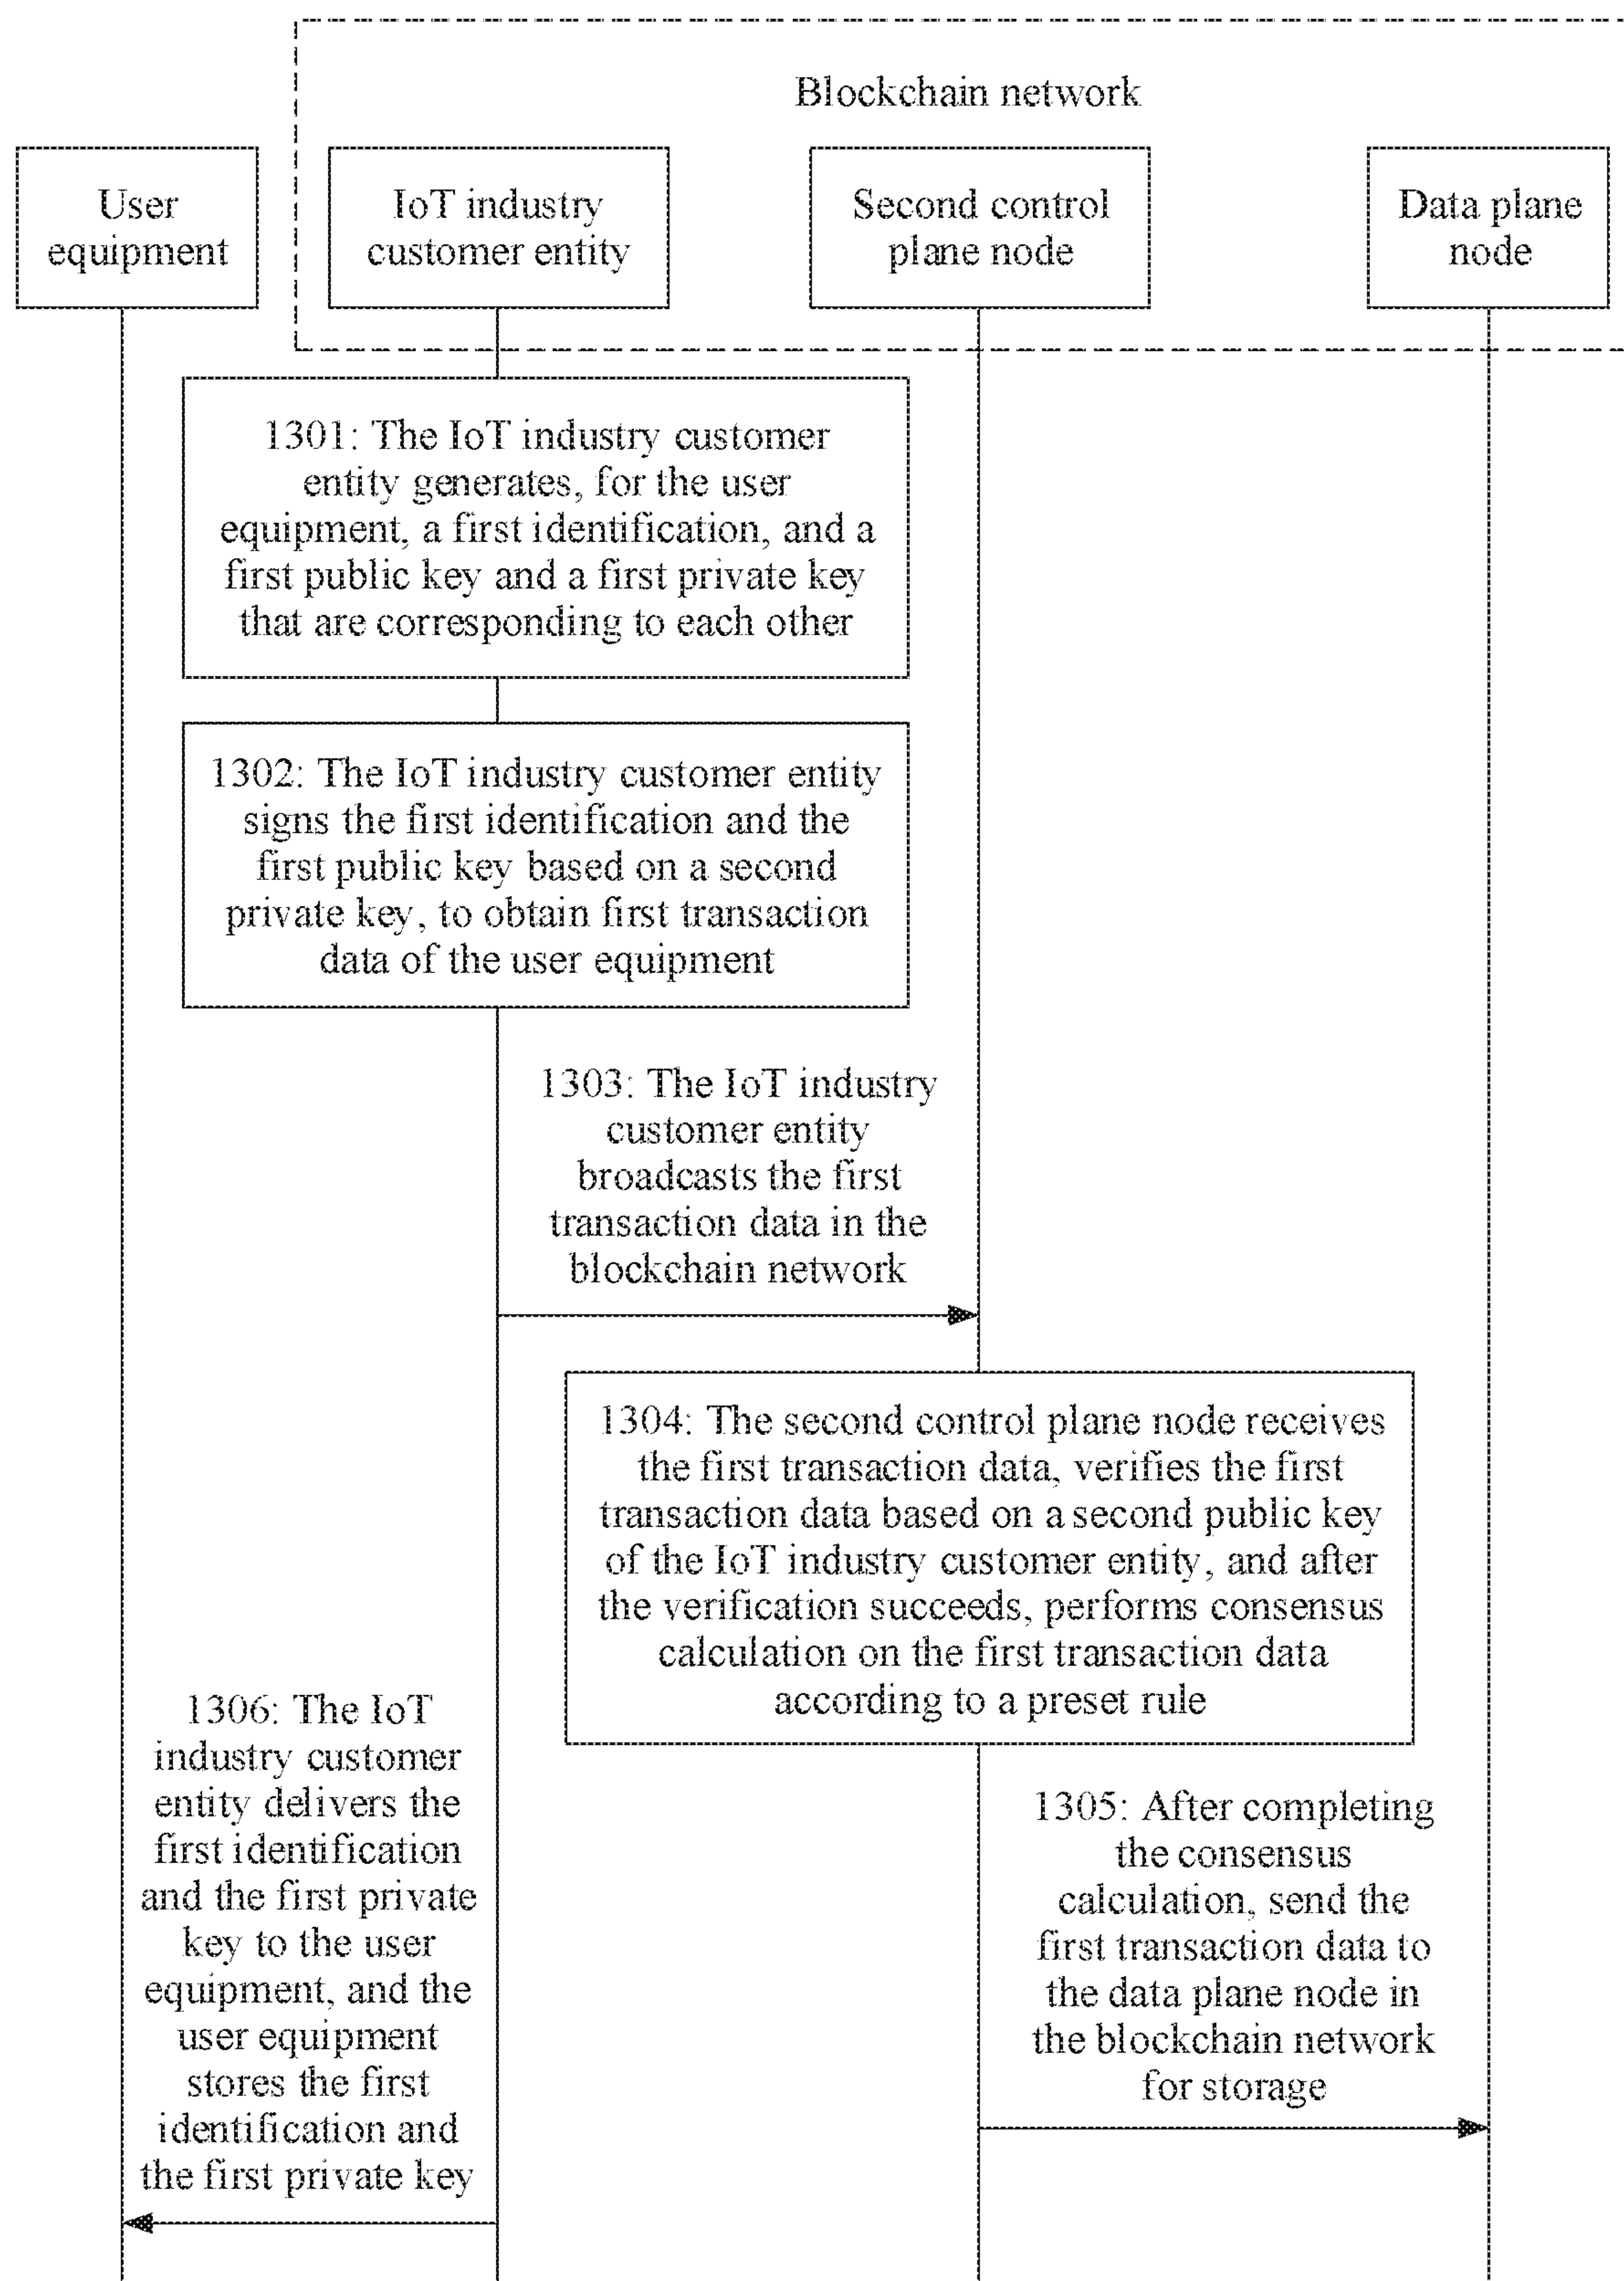 Blockchain network
User
equipment
IoT industry
customer entity
Second control
plane node
Data plane
node
1301: The IoT industry customer
entity generates, for the user
equipment, a first identification, and a
first public key and a first private key
that are corresponding to each other
1302: The IoT industry customer entity
signs the first identification and the
first public key based on a second
private key, to obtain first transaction
data of the user equipment
1303: The IoT industry
customer entity
broadcasts the first
transaction data in the
blockchain network
1304: The second control plane node receives
the first transaction data, verifies the first
transaction data based on a second public key
of the IoT industry customer entity, and after
the verification succeeds, performs consensus
calculation on the first transaction data
according to a preset rule
1305: After completing
the consensus
calculation, send the
first transaction data to
the data plane node in
the blockchain network
for storage
1306: The IoT
industry customer
entity delivers the
first identification
and the first private
key to the user
equipment, and the
user equipment
stores the first
identification and
the first private key